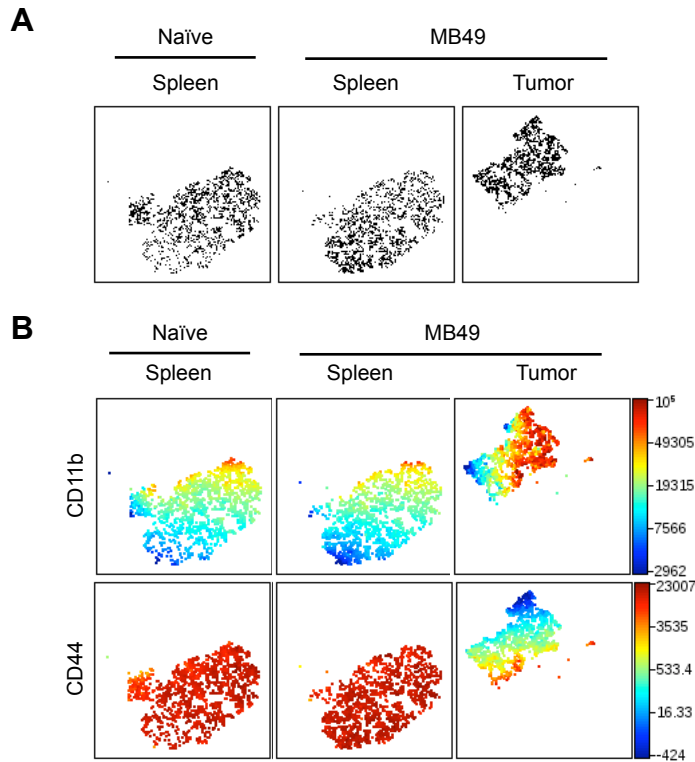 A
Naïve
MB49
Spleen
Spleen
Tumor
B
Naïve
MB49
Spleen
Spleen
Tumor
CD11b
10⁵
49305
19315
7566
-2962
CD44
23007
3535
533.4
16.33
-424